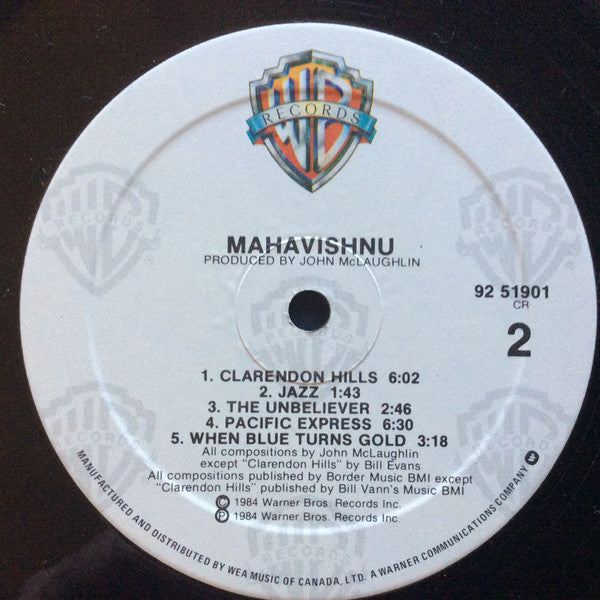 WB
RECORDS
MAHAVISHNU
PRODUCED BY JOHN McLAUGHLIN
92 51901
CR
2
1. CLARENDON HILLS 6:02
2. JAZZ 1:43
3. THE UNBELIEVER 2:46
4. PACIFIC EXPRESS 6:30
5. WHEN BLUE TURNS GOLD 3:18
All compositions by John McLaughlin
except "Clarendon Hills" by Bill Evans
All compositions published by Border Music BMI except
"Clarendon Hills" published by Bill Vann's Music BMI
© 1984 Warner Bros. Records Inc.
℗ 1984 Warner Bros. Records Inc.
MANUFACTURED AND DISTRIBUTED BY WEA MUSIC OF CANADA, LTD. A WARNER COMMUNICATIONS COMPANY